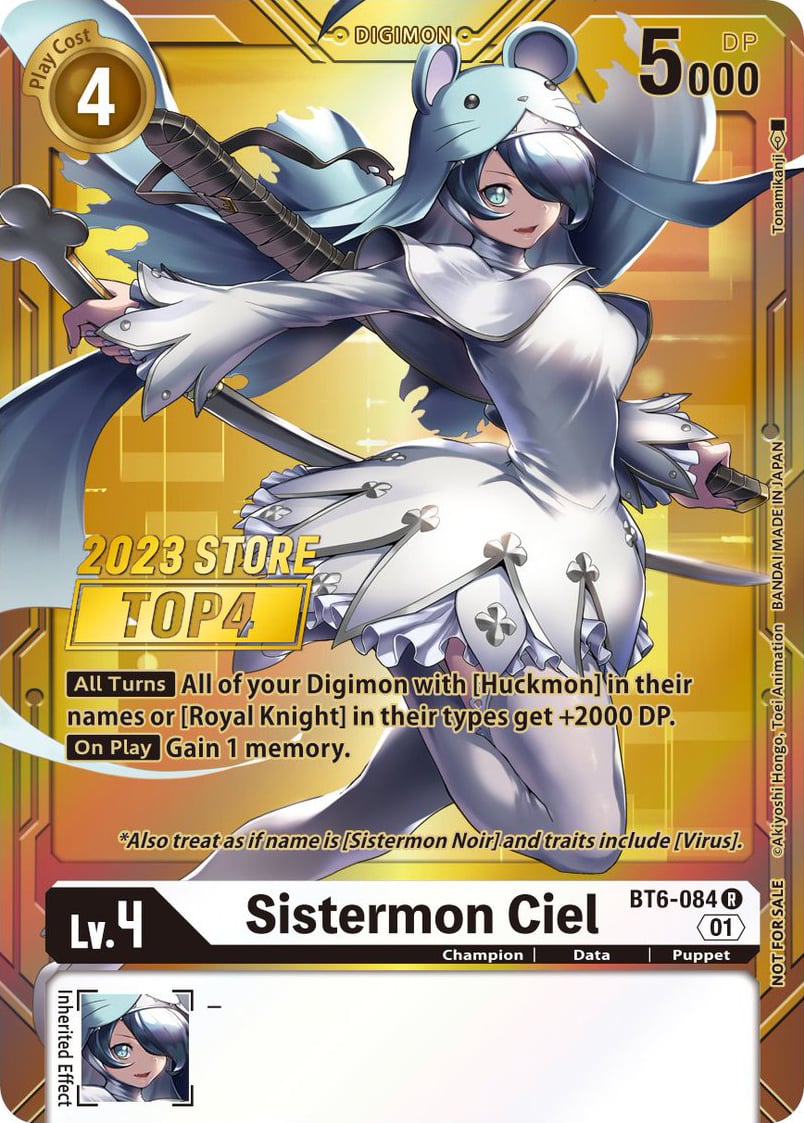 Play Cost
4
DIGIMON
DP
5000
Tonamikanji
2023 STORE
TOP4
All Turns All of your Digimon with [Huckmon] in their
names or [Royal Knight] in their types get +2000 DP.
On Play Gain 1 memory.
*Also treat as if name is [Sistermon Noir] and traits include [Virus].
©Akiyoshi Hongo, Toei Animation BANDAI MADE IN JAPAN
NOT FOR SALE
Lv.4
Sistermon Ciel
BT6-084 R
01
Champion | Data | Puppet
Inherited Effect
–